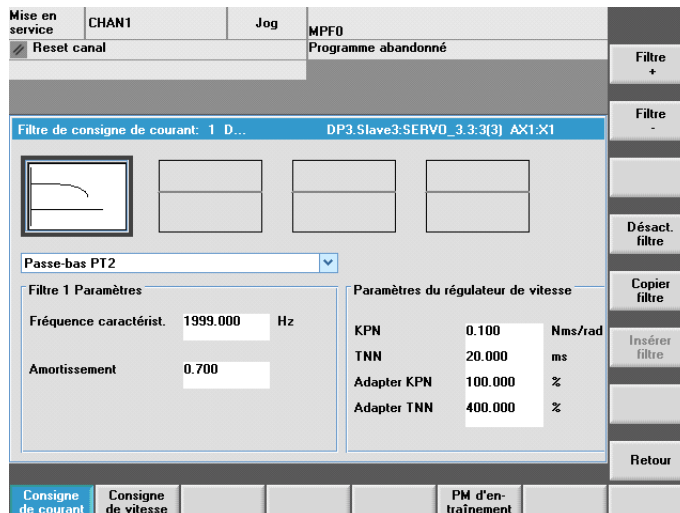 Mise en service CHAN1 Jog MPF0
Reset canal Programme abandonné
Filtre +
Filtre -
Filtre de consigne de courant: 1 D... DP3.Slave3:SERVO_3.3:3(3) AX1:X1
Désact. filtre
Passe-bas PT2
Copier filtre
Filtre 1 Paramètres
Fréquence caractérist. 1999.000 Hz
Amortissement 0.700
Paramètres du régulateur de vitesse
KPN 0.100 Nms/rad
TNN 20.000 ms
Adapter KPN 100.000 %
Adapter TNN 400.000 %
Insérer filtre
Retour
Consigne de courant
Consigne de vitesse
PM d'en-traînement